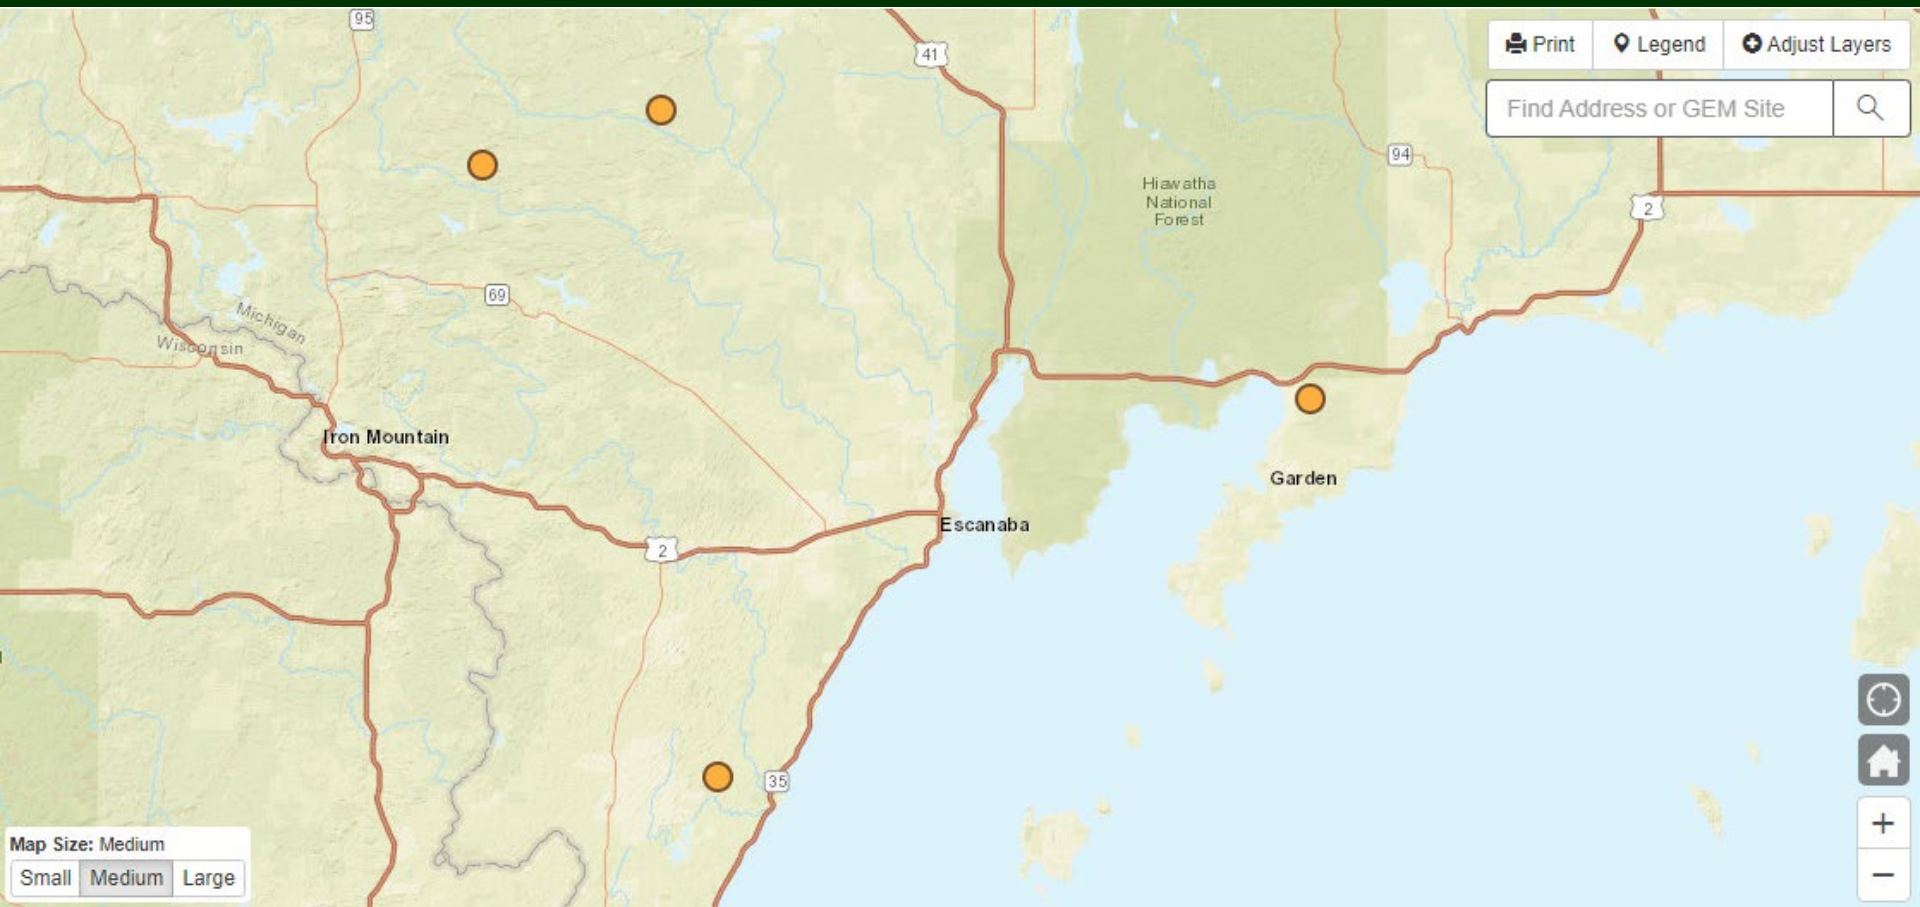 95
41
Print
Legend
Adjust Layers
Find Address or GEM Site
94
Hiawatha
National
Forest
2
69
Michigan
Wisconsin
Iron Mountain
Garden
Escanaba
2
35
Map Size: Medium
Small
Medium
Large
+
−